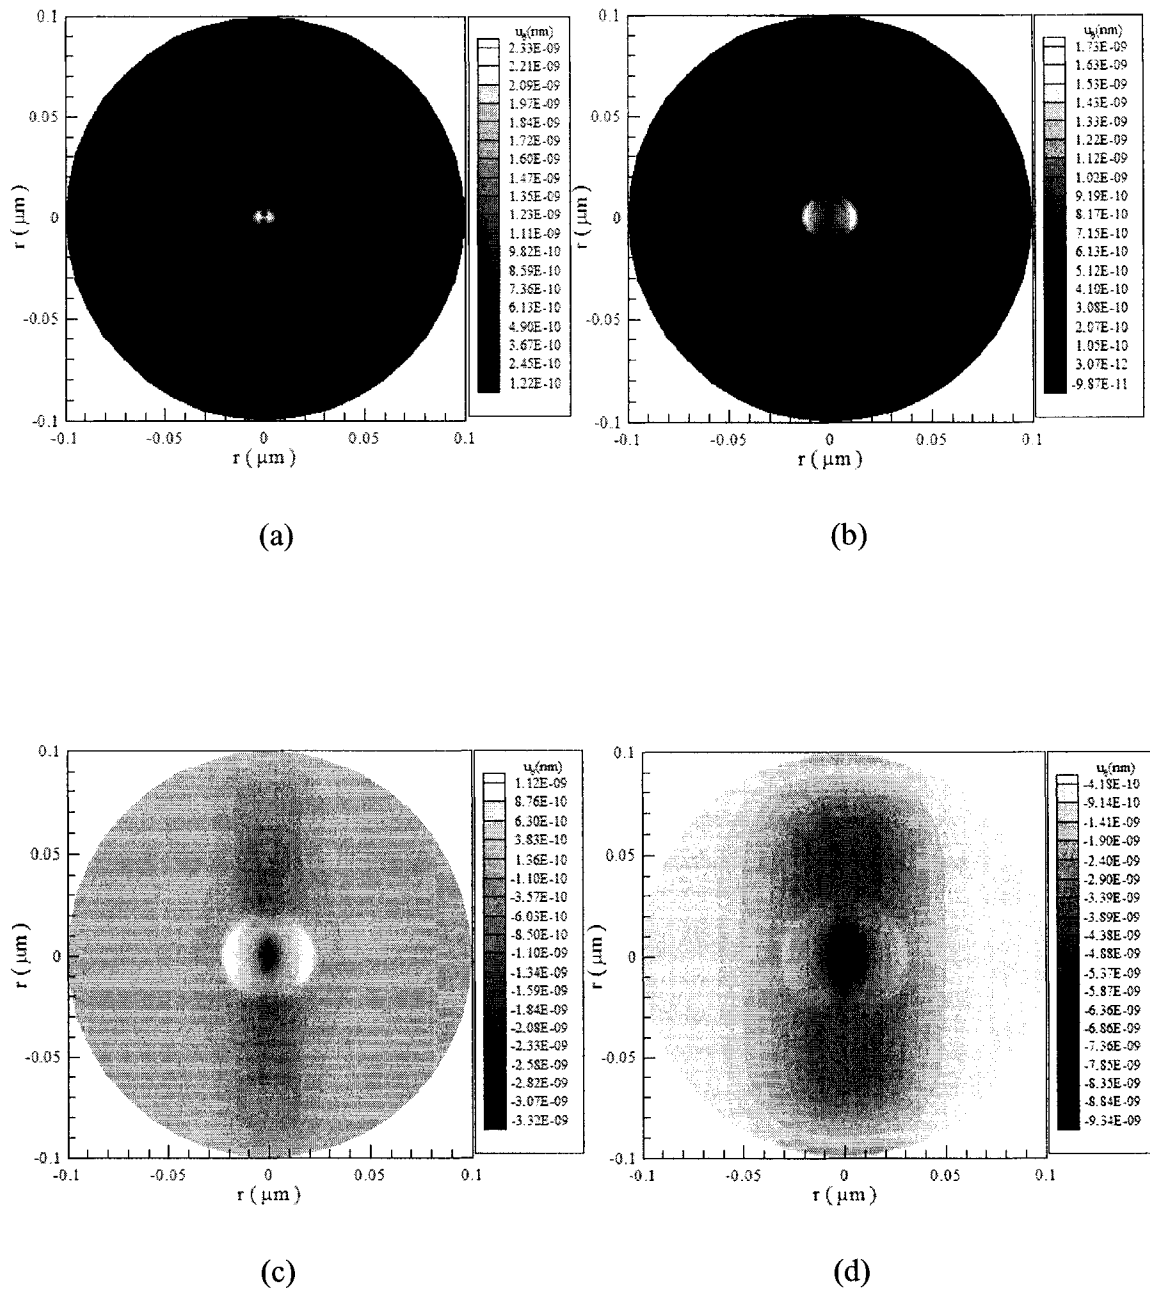 0.1
0.05
0
-0.05
-0.1
r ( μm )
-0.1 -0.05 0 0.05 0.1
r ( μm )
(nm)
2.33E-09
2.21E-09
2.09E-09
1.97E-09
1.84E-09
1.72E-09
1.60E-09
1.47E-09
1.35E-09
1.23E-09
1.11E-09
9.82E-10
8.59E-10
7.36E-10
6.13E-10
4.90E-10
3.67E-10
2.45E-10
1.22E-10
(a)
0.1
0.05
0
-0.05
-0.1
r ( μm )
-0.1 -0.05 0 0.05 0.1
r ( μm )
(nm)
1.73E-09
1.63E-09
1.53E-09
1.43E-09
1.33E-09
1.22E-09
1.12E-09
1.02E-09
9.19E-10
8.17E-10
7.15E-10
6.13E-10
5.12E-10
4.10E-10
3.08E-10
2.07E-10
1.05E-10
3.07E-12
-9.87E-11
(b)
0.1
0.05
0
-0.05
-0.1
r ( μm )
-0.1 -0.05 0 0.05 0.1
r ( μm )
(nm)
1.12E-09
8.76E-10
6.30E-10
3.83E-10
1.36E-10
-1.10E-10
-3.57E-10
-6.03E-10
-8.50E-10
-1.10E-09
-1.34E-09
-1.59E-09
-1.84E-09
-2.08E-09
-2.33E-09
-2.58E-09
-2.82E-09
-3.07E-09
-3.32E-09
(c)
0.1
0.05
0
-0.05
-0.1
r ( μm )
-0.1 -0.05 0 0.05 0.1
r ( μm )
(nm)
-4.18E-10
-9.14E-10
-1.41E-09
-1.90E-09
-2.40E-09
-2.90E-09
-3.39E-09
-3.89E-09
-4.38E-09
-4.88E-09
-5.37E-09
-5.87E-09
-6.36E-09
-6.86E-09
-7.36E-09
-7.85E-09
-8.35E-09
-8.84E-09
-9.34E-09
(d)